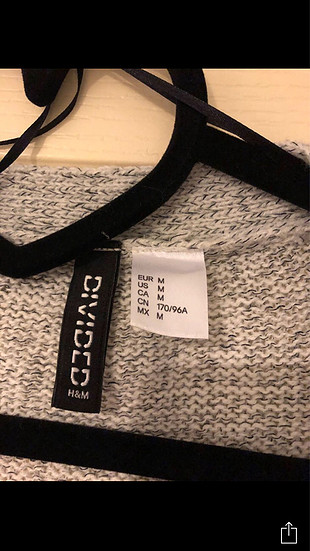 DIVIDED
H&M
EUR M
US M
CA M
CN 170/96A
MX M